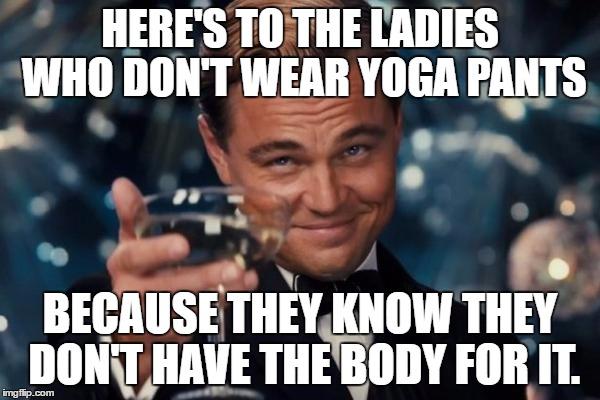 HERE'S TO THE LADIES
WHO DON'T WEAR YOGA PANTS
BECAUSE THEY KNOW THEY
DON'T HAVE THE BODY FOR IT.
imgflip.com